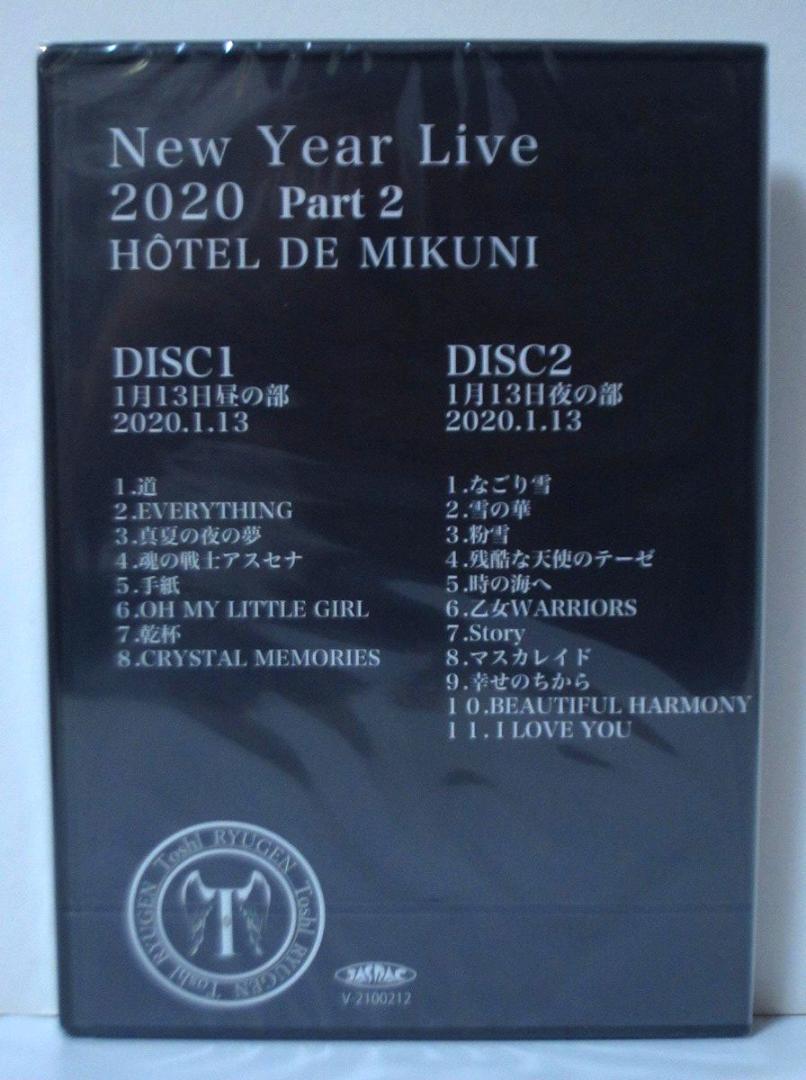 New Year Live
2020 Part 2
HÔTEL DE MIKUNI
DISC1
1月13日昼の部
2020.1.13
1.道
2.EVERYTHING
3.真夏の夜の夢
4.魂の戦士アスセナ
5.手紙
6.OH MY LITTLE GIRL
7.乾杯
8.CRYSTAL MEMORIES
DISC2
1月13日夜の部
2020.1.13
1.なごり雪
2.雪の華
3.粉雪
4.残酷な天使のテーゼ
5.時の海へ
6.乙女WARRIORS
7.Story
8.マスカレイド
9.幸せのちから
10.BEAUTIFUL HARMONY
11.I LOVE YOU
Toshl RYUGEN Toshl RYUGEN Toshl RYUGEN
T
JASRAC
V-2100212